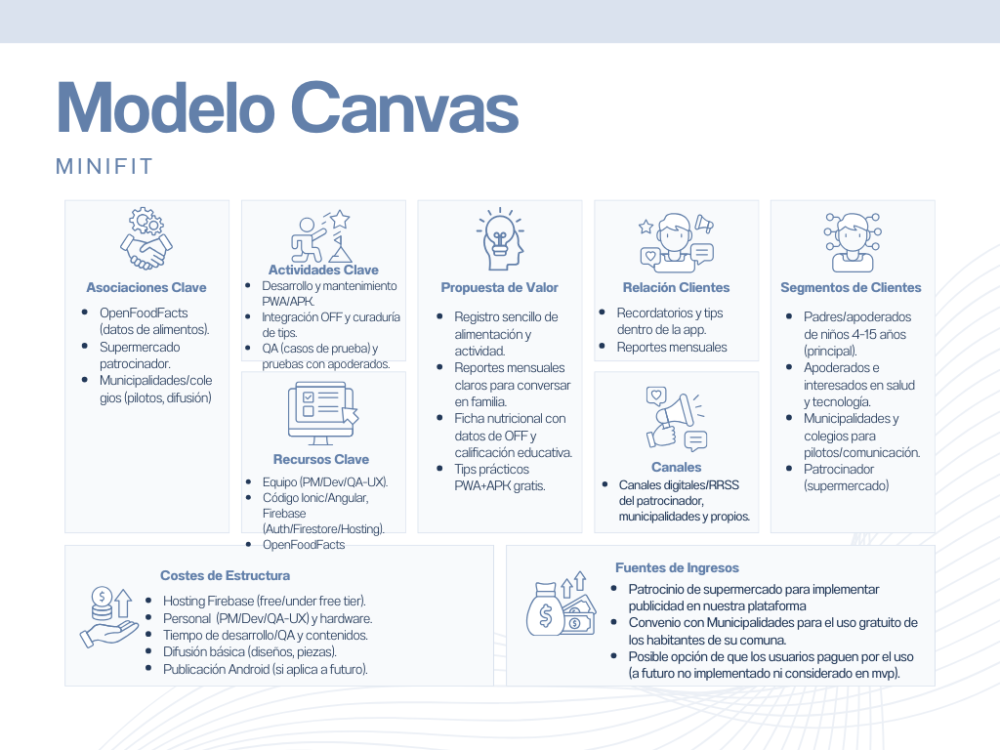 Modelo Canvas
MINIFIT
Asociaciones Clave
• OpenFoodFacts
(datos de alimentos).
• Supermercado
patrocinador.
• Municipalidades/cole
gios (pilotos, difusión)
Actividades Clave
• Desarrollo y mantenimiento
PWA/APK.
• Integración OFF y curaduría
de tips.
• QA (casos de prueba) y
pruebas con apoderados.
Recursos Clave
• Equipo (PM/Dev/QA-UX).
• Código Ionic/Angular,
Firebase
(Auth/Firestore/Hosting).
• OpenFoodFacts
Propuesta de Valor
• Registro sencillo de
alimentación y
actividad.
• Reportes mensuales
claros para conversar
en familia.
• Ficha nutricional con
datos de OFF y
calificación educativa.
• Tips prácticos
PWA+APK gratis.
Relación Clientes
• Recordatorios y tips
dentro de la app.
• Reportes mensuales
Canales
• Canales digitales/RRSS
del patrocinador,
municipalidades y propios.
Segmentos de Clientes
• Padres/apoderados
de niños 4-15 años
(principal).
• Apoderados e
interesados en salud
y tecnología.
• Municipalidades y
colegios para
pilotos/comunicación.
• Patrocinador
(supermercado)
Costes de Estructura
• Hosting Firebase (free/under free tier).
• Personal (PM/Dev/QA-UX) y hardware.
• Tiempo de desarrollo/QA y contenidos.
• Difusión básica (diseños, piezas).
• Publicación Android (si aplica a futuro).
Fuentes de Ingresos
• Patrocinio de supermercado para implementar
publicidad en nuestra plataforma
• Convenio con Municipalidades para el uso gratuito de
los habitantes de su comuna.
• Posible opción de que los usuarios paguen por el uso
(a futuro no implementado ni considerado en mvp).